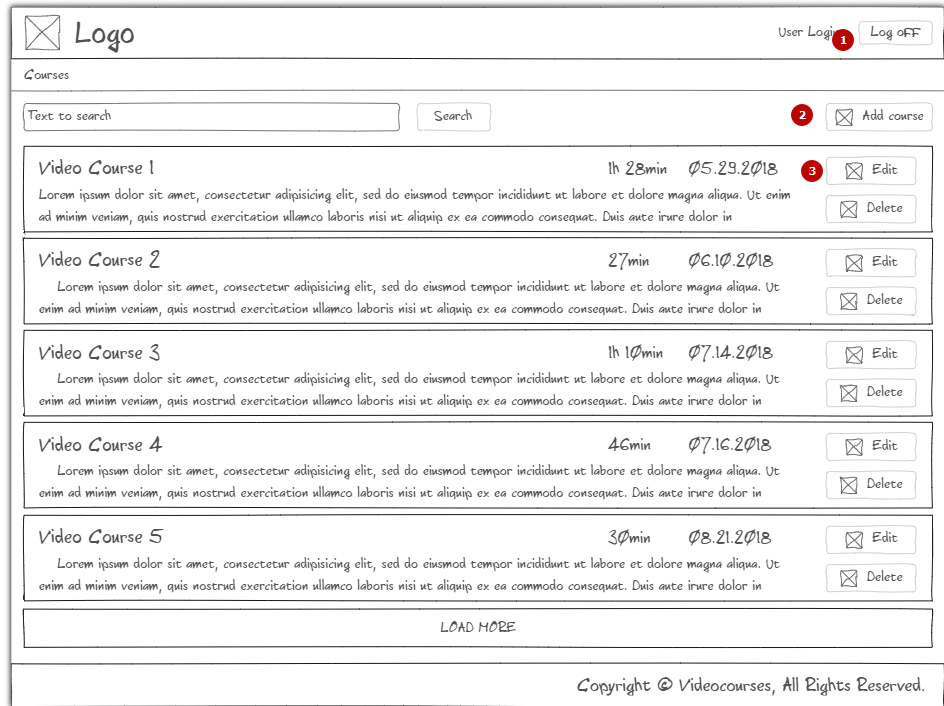 Logo
User Login
1
Log off
Courses
Text to search
Search
2
Add course
Video Course 1
1h 28min
05.29.2018
3
Edit
Lorem ipsum dolor sit amet, consectetur adipisicing elit, sed do eiusmod tempor incididunt ut labore et dolore magna aliqua. Ut enim
ad minim veniam, quis nostrud exercitation ullamco laboris nisi ut aliquip ex ea commodo consequat. Duis aute irure dolor in
Delete
Video Course 2
27min
06.10.2018
Edit
Lorem ipsum dolor sit amet, consectetur adipisicing elit, sed do eiusmod tempor incididunt ut labore et dolore magna aliqua. Ut
enim ad minim veniam, quis nostrud exercitation ullamco laboris nisi ut aliquip ex ea commodo consequat. Duis aute irure dolor in
Delete
Video Course 3
1h 10min
07.14.2018
Edit
Lorem ipsum dolor sit amet, consectetur adipisicing elit, sed do eiusmod tempor incididunt ut labore et dolore magna aliqua. Ut
enim ad minim veniam, quis nostrud exercitation ullamco laboris nisi ut aliquip ex ea commodo consequat. Duis aute irure dolor in
Delete
Video Course 4
46min
07.16.2018
Edit
Lorem ipsum dolor sit amet, consectetur adipisicing elit, sed do eiusmod tempor incididunt ut labore et dolore magna aliqua. Ut
enim ad minim veniam, quis nostrud exercitation ullamco laboris nisi ut aliquip ex ea commodo consequat. Duis aute irure dolor in
Delete
Video Course 5
30min
08.21.2018
Edit
Lorem ipsum dolor sit amet, consectetur adipisicing elit, sed do eiusmod tempor incididunt ut labore et dolore magna aliqua. Ut
enim ad minim veniam, quis nostrud exercitation ullamco laboris nisi ut aliquip ex ea commodo consequat. Duis aute irure dolor in
Delete
LOAD MORE
Copyright © Videocourses, All Rights Reserved.